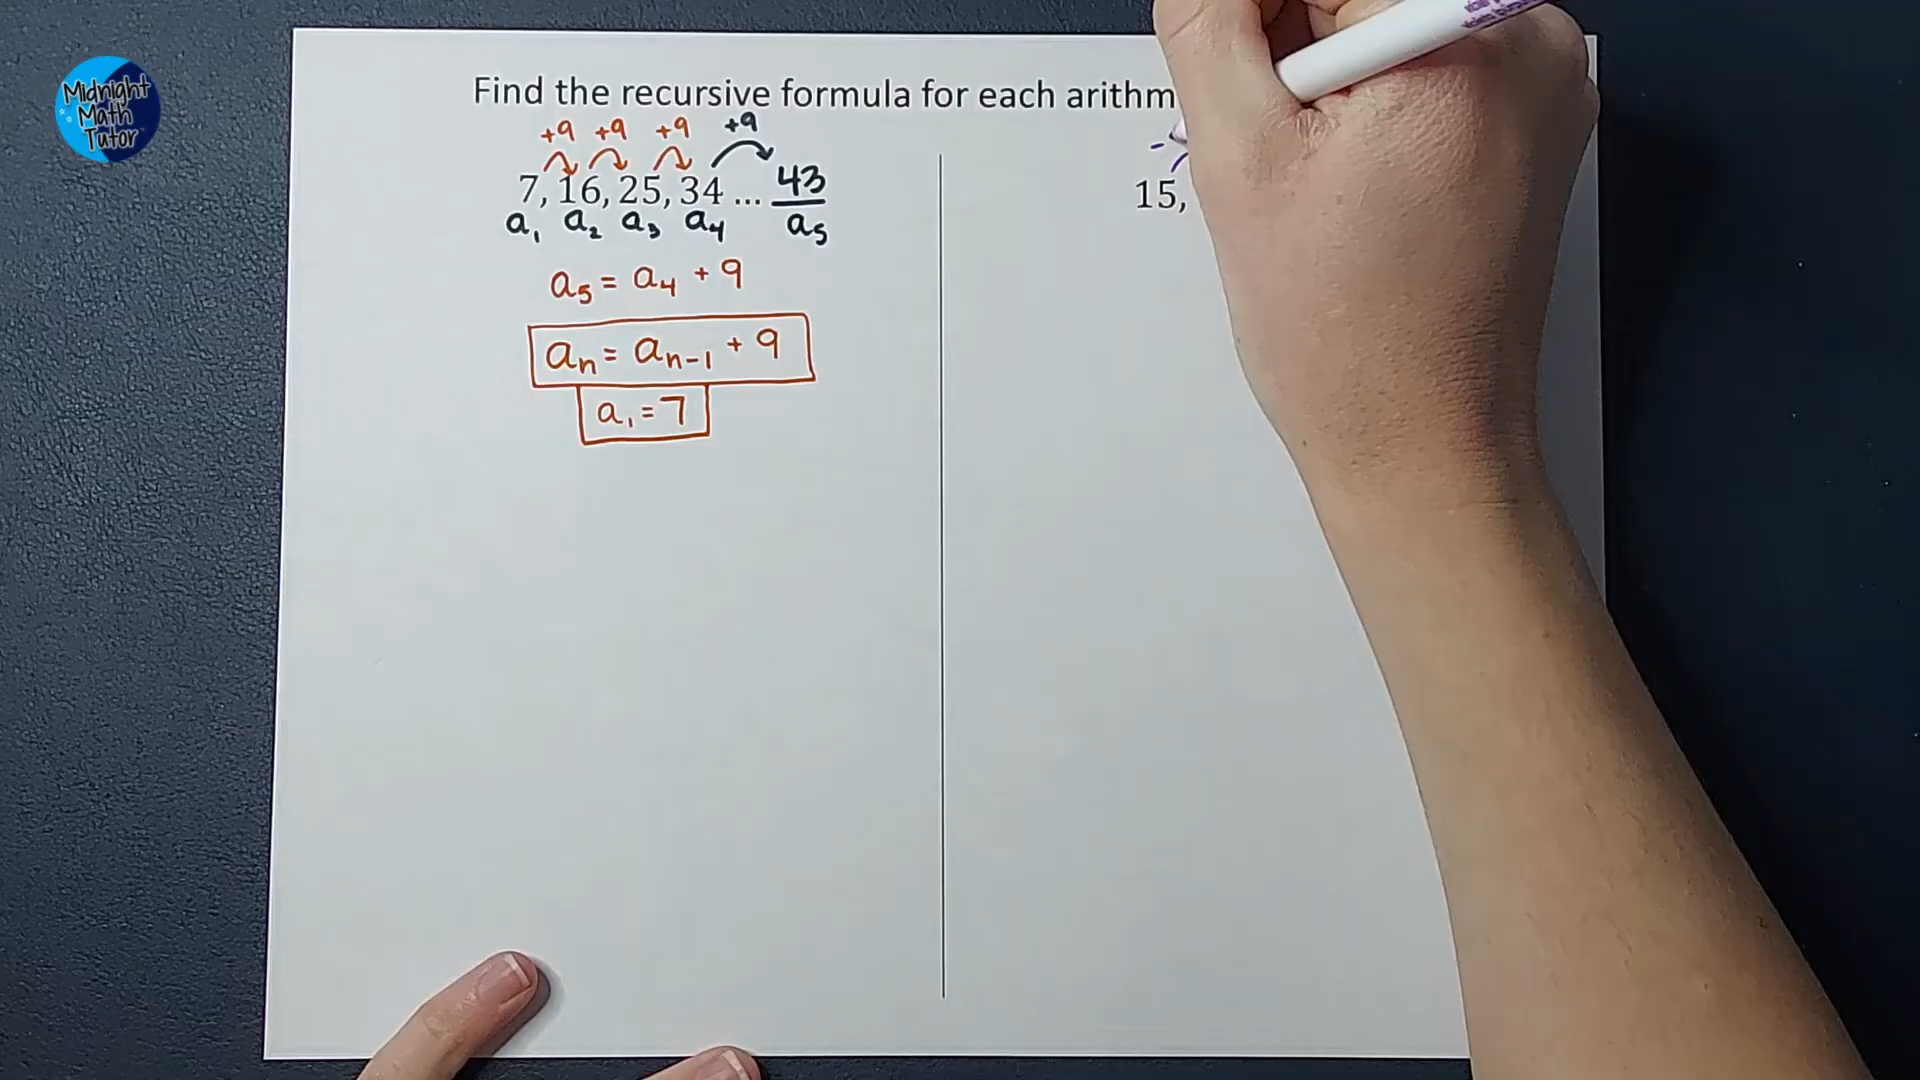 Midnight
Math
Tutor
Find the recursive formula for each arithm
+9 +9 +9 +9
7, 16, 25, 34 ... 43
a₁ a₂ a₃ a₄ a₅
a₅ = a₄ + 9
aₙ = aₙ₋₁ + 9
a₁ = 7
-
15,